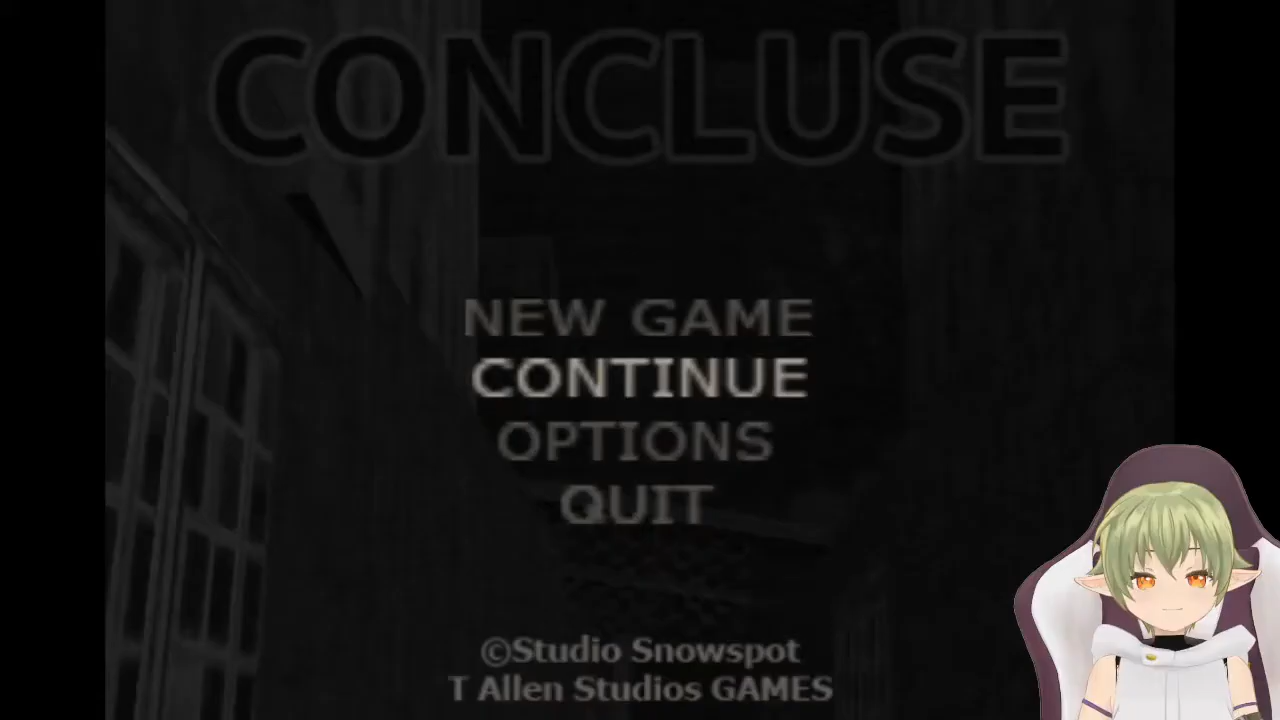 CONCLUSE
NEW GAME
CONTINUE
OPTIONS
QUIT
©Studio Snowspot
T Allen Studios GAMES